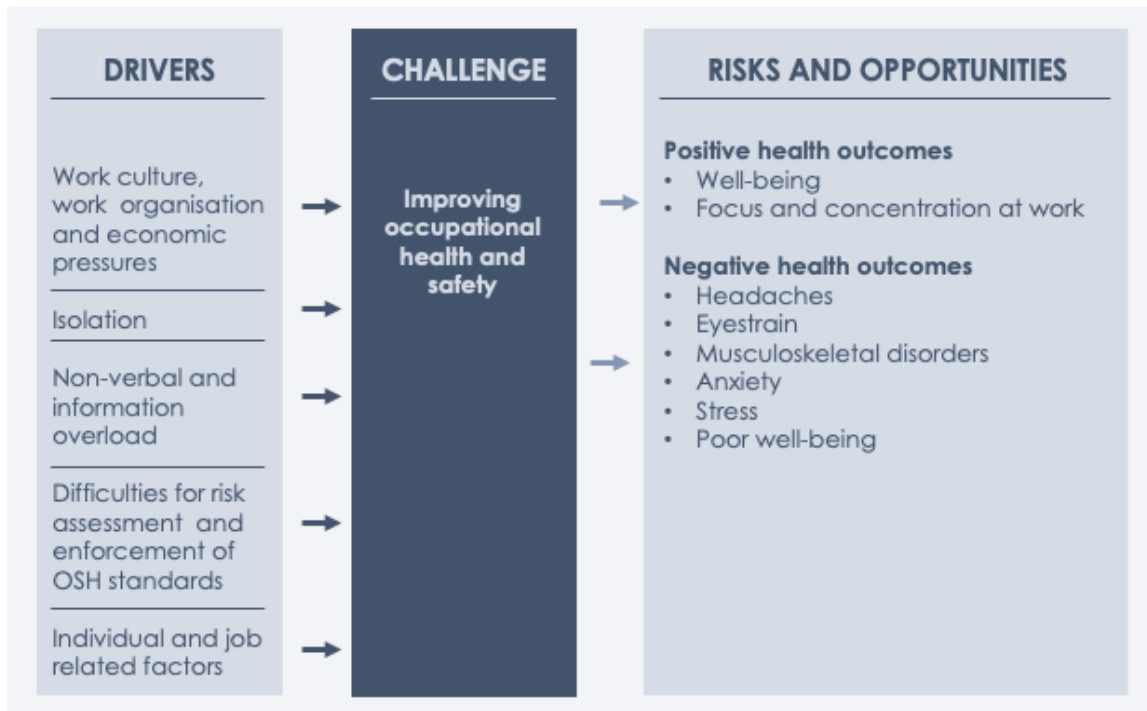 DRIVERS
Work culture,
work organisation
and economic
pressures
Isolation
Non-verbal and
information
overload
Difficulties for risk
assessment and
enforcement of
OSH standards
Individual and job
related factors
CHALLENGE
Improving
occupational
health and
safety
RISKS AND OPPORTUNITIES
Positive health outcomes
• Well-being
• Focus and concentration at work
Negative health outcomes
• Headaches
• Eyestrain
• Musculoskeletal disorders
• Anxiety
• Stress
• Poor well-being